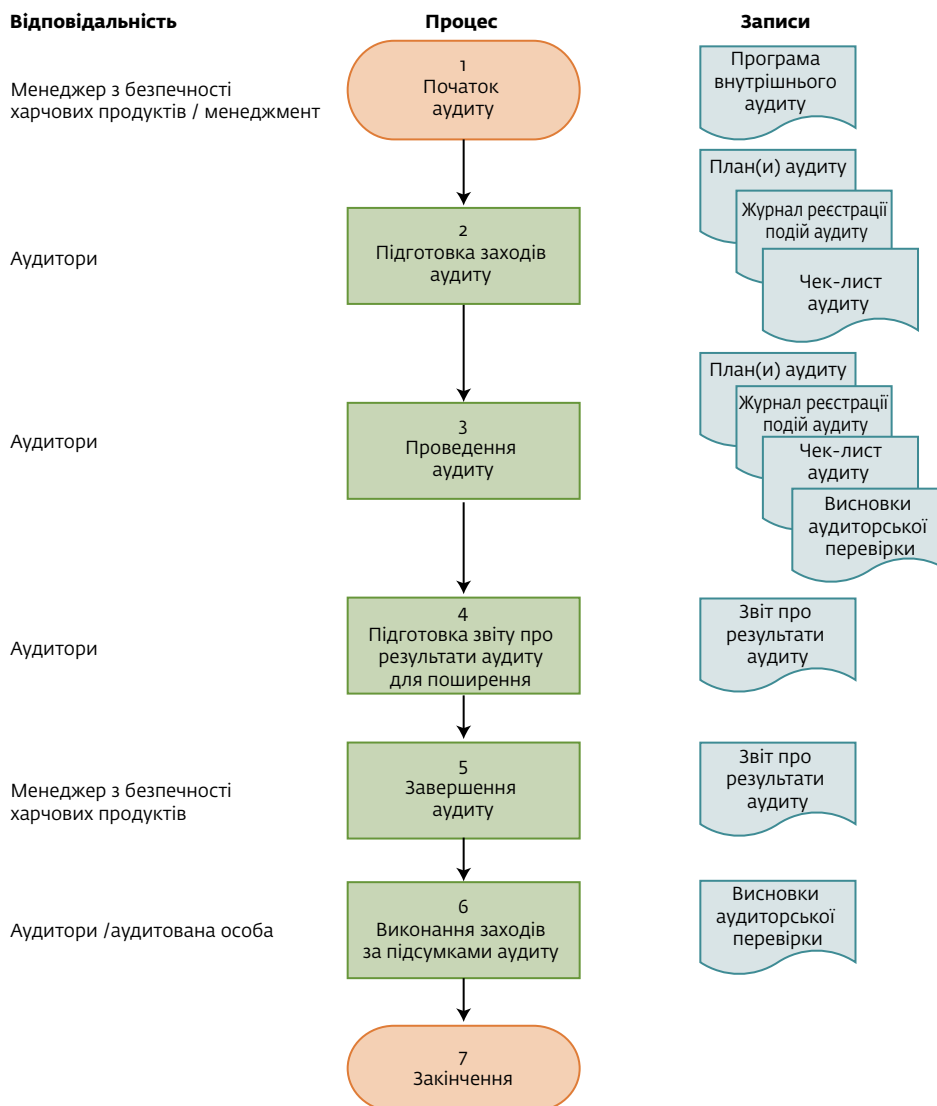 Відповідальність
Процес
Записи
Менеджер з безпечності
харчових продуктів / менеджмент
1
Початок
аудиту
Програма
внутрішнього
аудиту
Аудитори
2
Підготовка заходів
аудиту
План(и) аудиту
Журнал реєстрації
подій аудиту
Чек-лист
аудиту
Аудитори
3
Проведення
аудиту
План(и) аудиту
Журнал реєстрації
подій аудиту
Чек-лист
аудиту
Висновки
аудиторської
перевірки
Аудитори
4
Підготовка звіту про
результати аудиту
для поширення
Звіт про
результати
аудиту
Менеджер з безпечності
харчових продуктів
5
Завершення
аудиту
Звіт про
результати
аудиту
Аудитори /аудитована особа
6
Виконання заходів
за підсумками аудиту
Висновки
аудиторської
перевірки
7
Закінчення